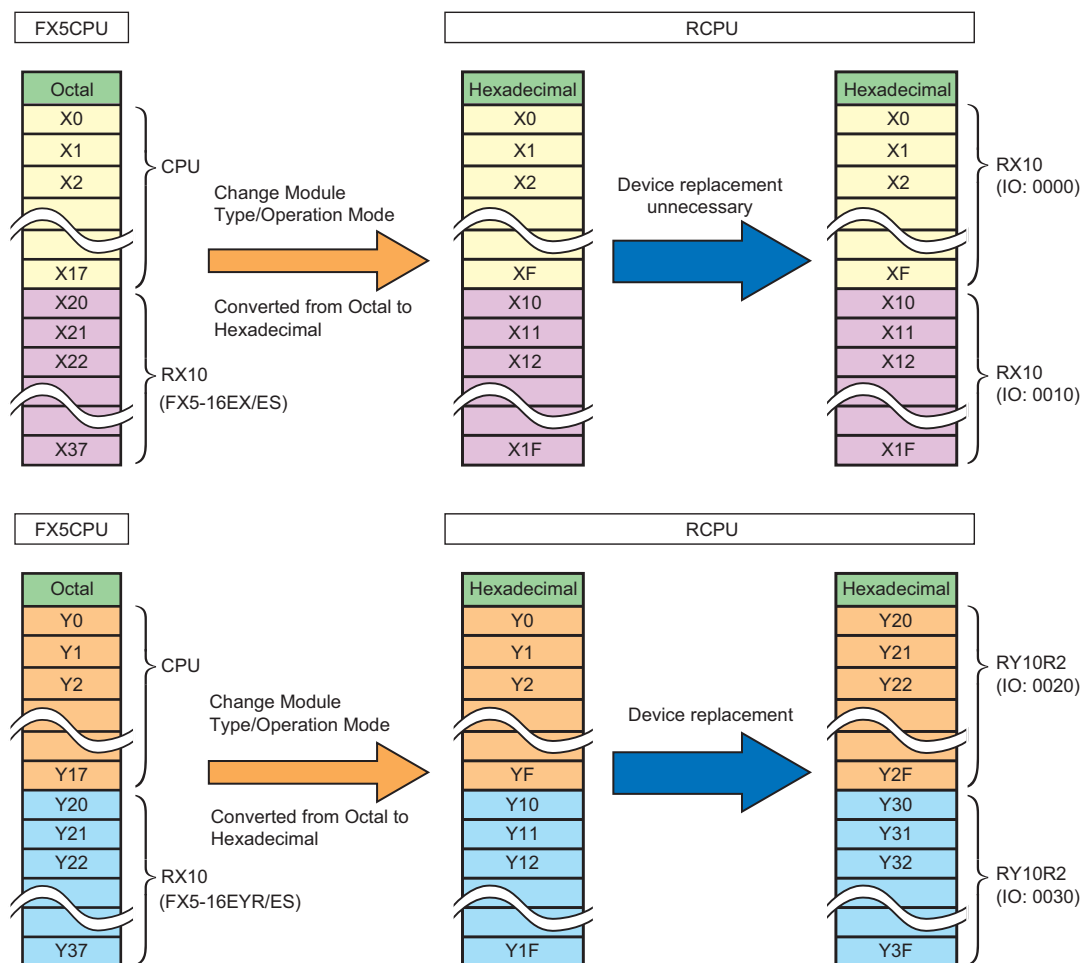 FX5CPU
RCPU
Octal
X0
X1
X2
X17
X20
X21
X22
X37
CPU
RX10
(FX5-16EX/ES)
Change Module
Type/Operation Mode
Converted from Octal to
Hexadecimal
Hexadecimal
X0
X1
X2
XF
X10
X11
X12
X1F
Device replacement
unnecessary
Hexadecimal
X0
X1
X2
XF
X10
X11
X12
X1F
RX10
(IO: 0000)
RX10
(IO: 0010)
FX5CPU
RCPU
Octal
Y0
Y1
Y2
Y17
Y20
Y21
Y22
Y37
CPU
RX10
(FX5-16EYR/ES)
Change Module
Type/Operation Mode
Converted from Octal to
Hexadecimal
Hexadecimal
Y0
Y1
Y2
YF
Y10
Y11
Y12
Y1F
Device replacement
Hexadecimal
Y20
Y21
Y22
Y2F
Y30
Y31
Y32
Y3F
RY10R2
(IO: 0020)
RY10R2
(IO: 0030)